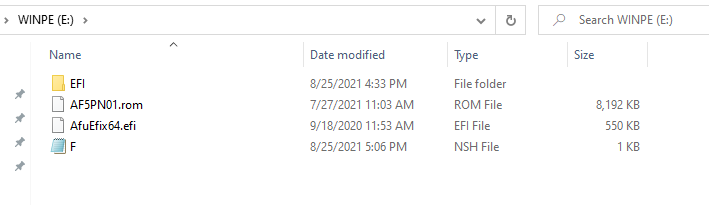 WINPE (E:)
Search WINPE (E:)
Name Date modified Type Size
EFI 8/25/2021 4:33 PM File folder
AF5PN01.rom 7/27/2021 11:03 AM ROM File 8,192 KB
AfuEfix64.efi 9/18/2020 11:53 AM EFI File 550 KB
F 8/25/2021 5:06 PM NSH File 1 KB